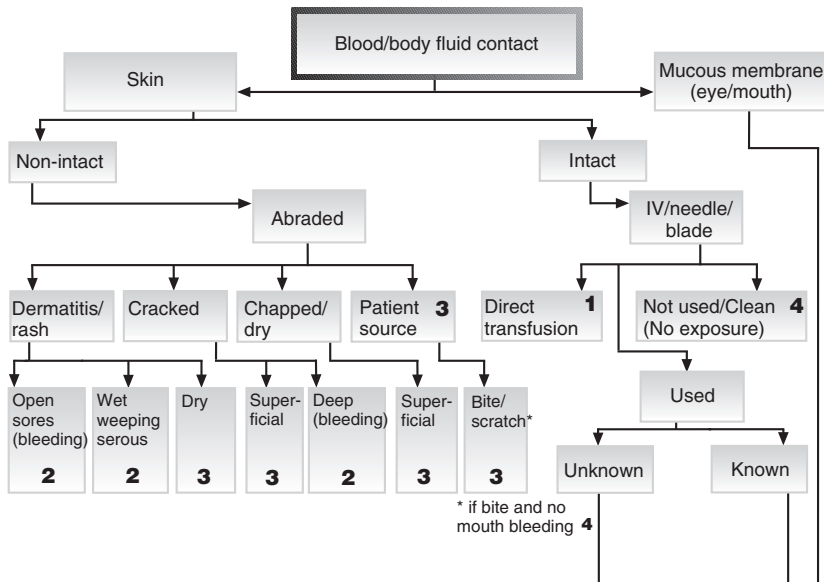 Blood/body fluid contact
Skin
Mucous membrane
(eye/mouth)
Non-intact
Intact
Abraded
IV/needle/
blade
Dermatitis/
rash
Cracked
Chapped/
dry
Patient 3
source
Direct 1
transfusion
Not used/Clean 4
(No exposure)
Open
sores
(bleeding)
2
Wet
weeping
serous
2
Dry
3
Super-
ficial
3
Deep
(bleeding)
2
Super-
ficial
3
Bite/
scratch*
3
Used
Unknown
Known
* if bite and no
mouth bleeding 4